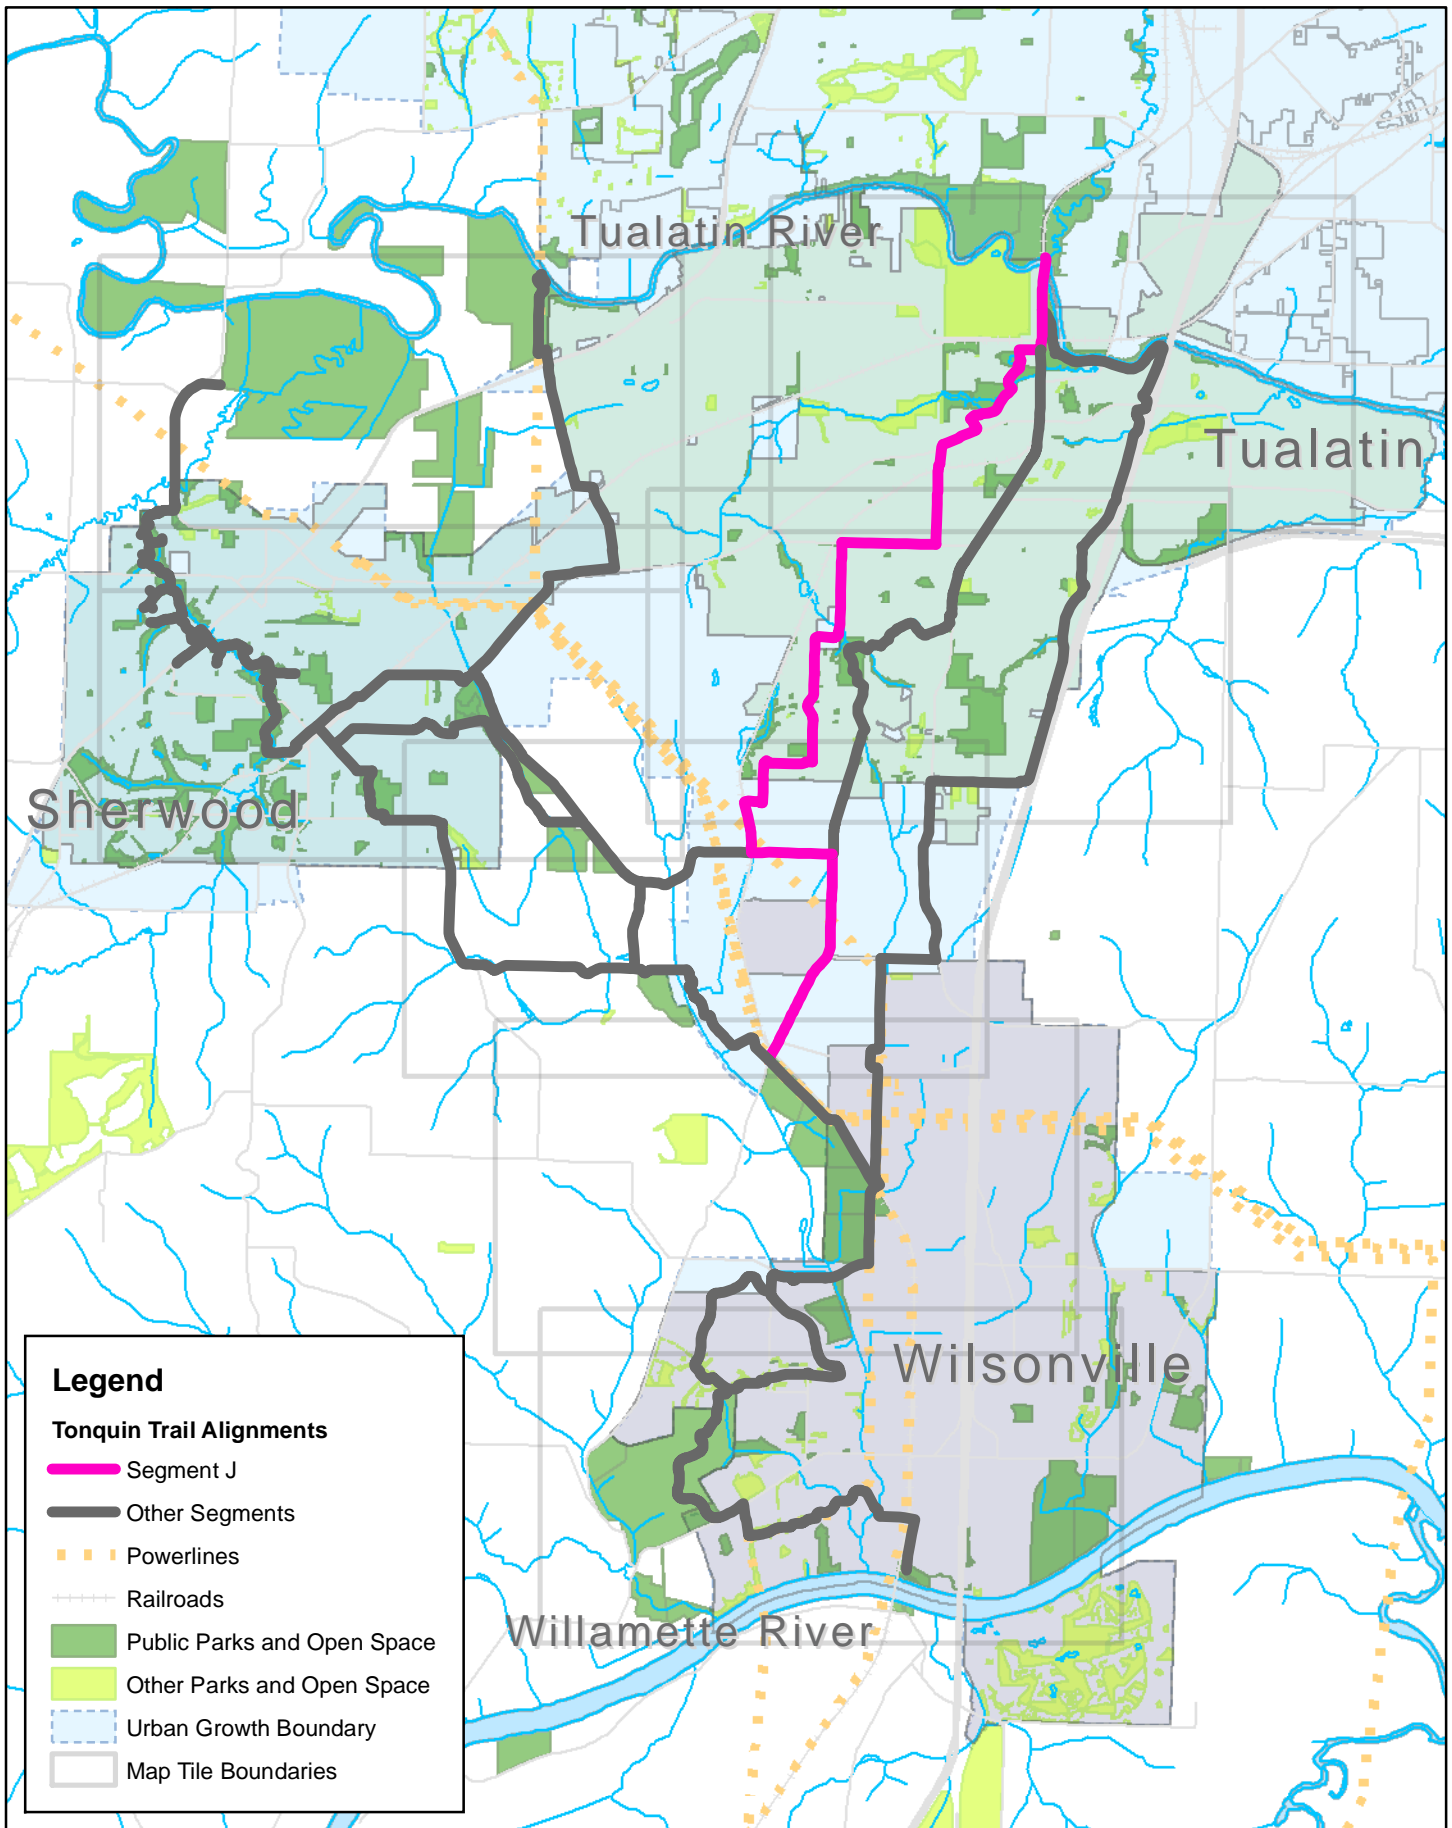 Tualatin River
Tualatin
Sherwood
Wilsonville
Willamette River
Legend
Tonquin Trail Alignments
Segment J
Other Segments
Powerlines
Railroads
Public Parks and Open Space
Other Parks and Open Space
Urban Growth Boundary
Map Tile Boundaries